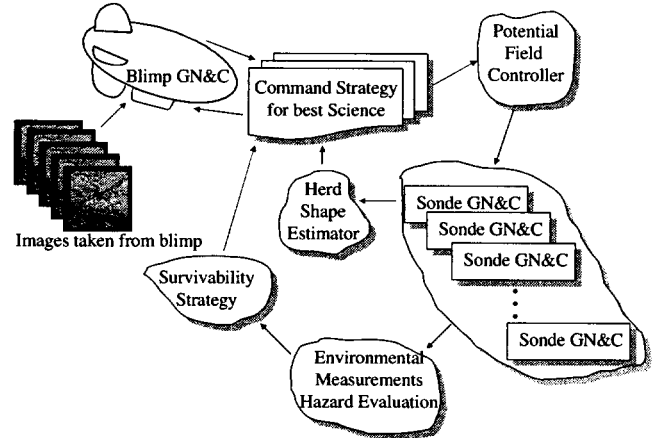 Blimp GN&C
Command Strategy
for best Science
Potential
Field
Controller
Images taken from blimp
Herd
Shape
Estimator
Sonde GN&C
Sonde GN&C
Sonde GN&C
Sonde GN&C
Survivability
Strategy
Environmental
Measurements
Hazard Evaluation